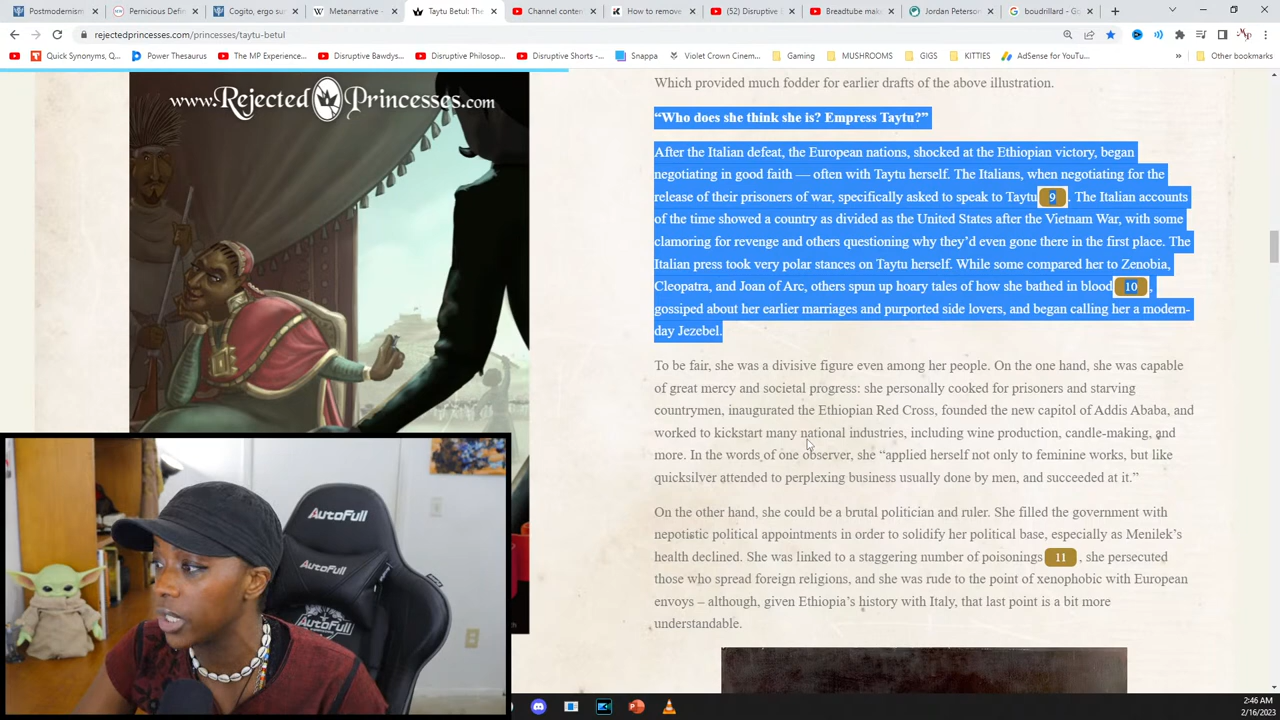 Postmodernism
Pernicious Defi
Cogito, ergo su
Metanarrative -
Taytu Betul: The
Channel conten
How to remove
(52) Disruptive
Breadtube mak
Jordan Peterson
boudrillard - Go
rejectedprincesses.com/princesses/taytu-betul
Quick Synonyms, Q...
Power Thesaurus
The MP Experience...
Disruptive Bawdys...
Disruptive Philosop...
Disruptive Shorts -...
Snappa
Violet Crown Cinem...
Gaming
MUSHROOMS
GIGS
KITTIES
AdSense for YouTu...
Other bookmarks
www.Rejected Princesses.com
Which provided much fodder for earlier drafts of the above illustration.
“Who does she think she is? Empress Taytu?”
After the Italian defeat, the European nations, shocked at the Ethiopian victory, began
negotiating in good faith — often with Taytu herself. The Italians, when negotiating for the
release of their prisoners of war, specifically asked to speak to Taytu 9 . The Italian accounts
of the time showed a country as divided as the United States after the Vietnam War, with some
clamoring for revenge and others questioning why they’d even gone there in the first place. The
Italian press took very polar stances on Taytu herself. While some compared her to Zenobia,
Cleopatra, and Joan of Arc, others spun up hoary tales of how she bathed in blood 10 ,
gossiped about her earlier marriages and purported side lovers, and began calling her a modern-
day Jezebel.
To be fair, she was a divisive figure even among her people. On the one hand, she was capable
of great mercy and societal progress: she personally cooked for prisoners and starving
countrymen, inaugurated the Ethiopian Red Cross, founded the new capitol of Addis Ababa, and
worked to kickstart many national industries, including wine production, candle-making, and
more. In the words of one observer, she “applied herself not only to feminine works, but like
quicksilver attended to perplexing business usually done by men, and succeeded at it.”
On the other hand, she could be a brutal politician and ruler. She filled the government with
nepotistic political appointments in order to solidify her political base, especially as Menilek’s
health declined. She was linked to a staggering number of poisonings 11 , she persecuted
those who spread foreign religions, and she was rude to the point of xenophobic with European
envoys – although, given Ethiopia’s history with Italy, that last point is a bit more
understandable.
AUTOFULL
AUTOFULL
AUTOFULL
2:46 AM
2/16/2023